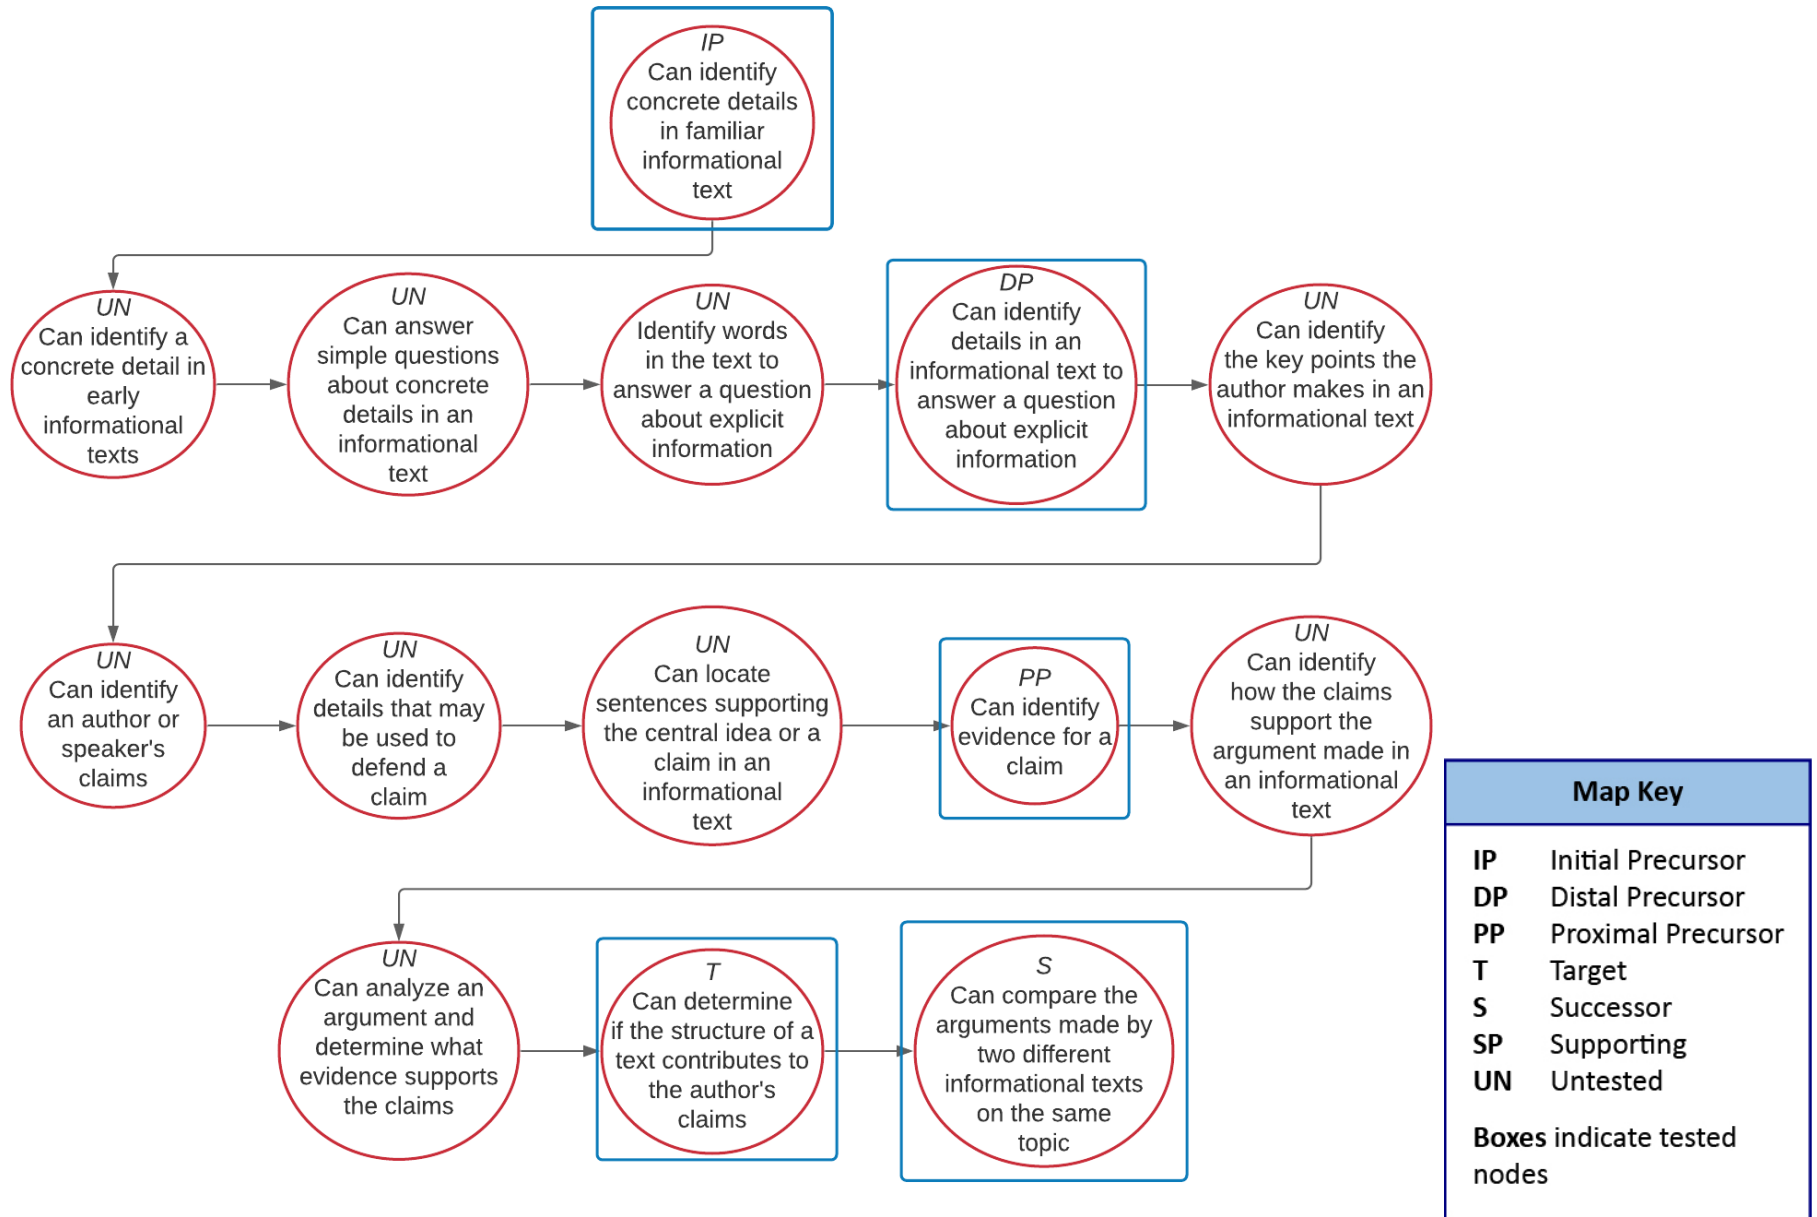 IP
Can identify
concrete details
in familiar
informational
text
UN
Can identify a
concrete detail in
early
informational
texts
UN
Can answer
simple questions
about concrete
details in an
informational
text
UN
Identify words
in the text to
answer a question
about explicit
information
DP
Can identify
details in an
informational text to
answer a question
about explicit
information
UN
Can identify
the key points the
author makes in an
informational text
UN
Can identify
an author or
speaker's
claims
UN
Can identify
details that may
be used to
defend a
claim
UN
Can locate
sentences supporting
the central idea or a
claim in an
informational
text
PP
Can identify
evidence for a
claim
UN
Can identify
how the claims
support the
argument made in
an informational
text
UN
Can analyze an
argument and
determine what
evidence supports
the claims
T
Can determine
if the structure of a
text contributes to
the author's
claims
S
Can compare the
arguments made by
two different
informational texts
on the same
topic
Map Key
IP Initial Precursor
DP Distal Precursor
PP Proximal Precursor
T Target
S Successor
SP Supporting
UN Untested
Boxes indicate tested
nodes